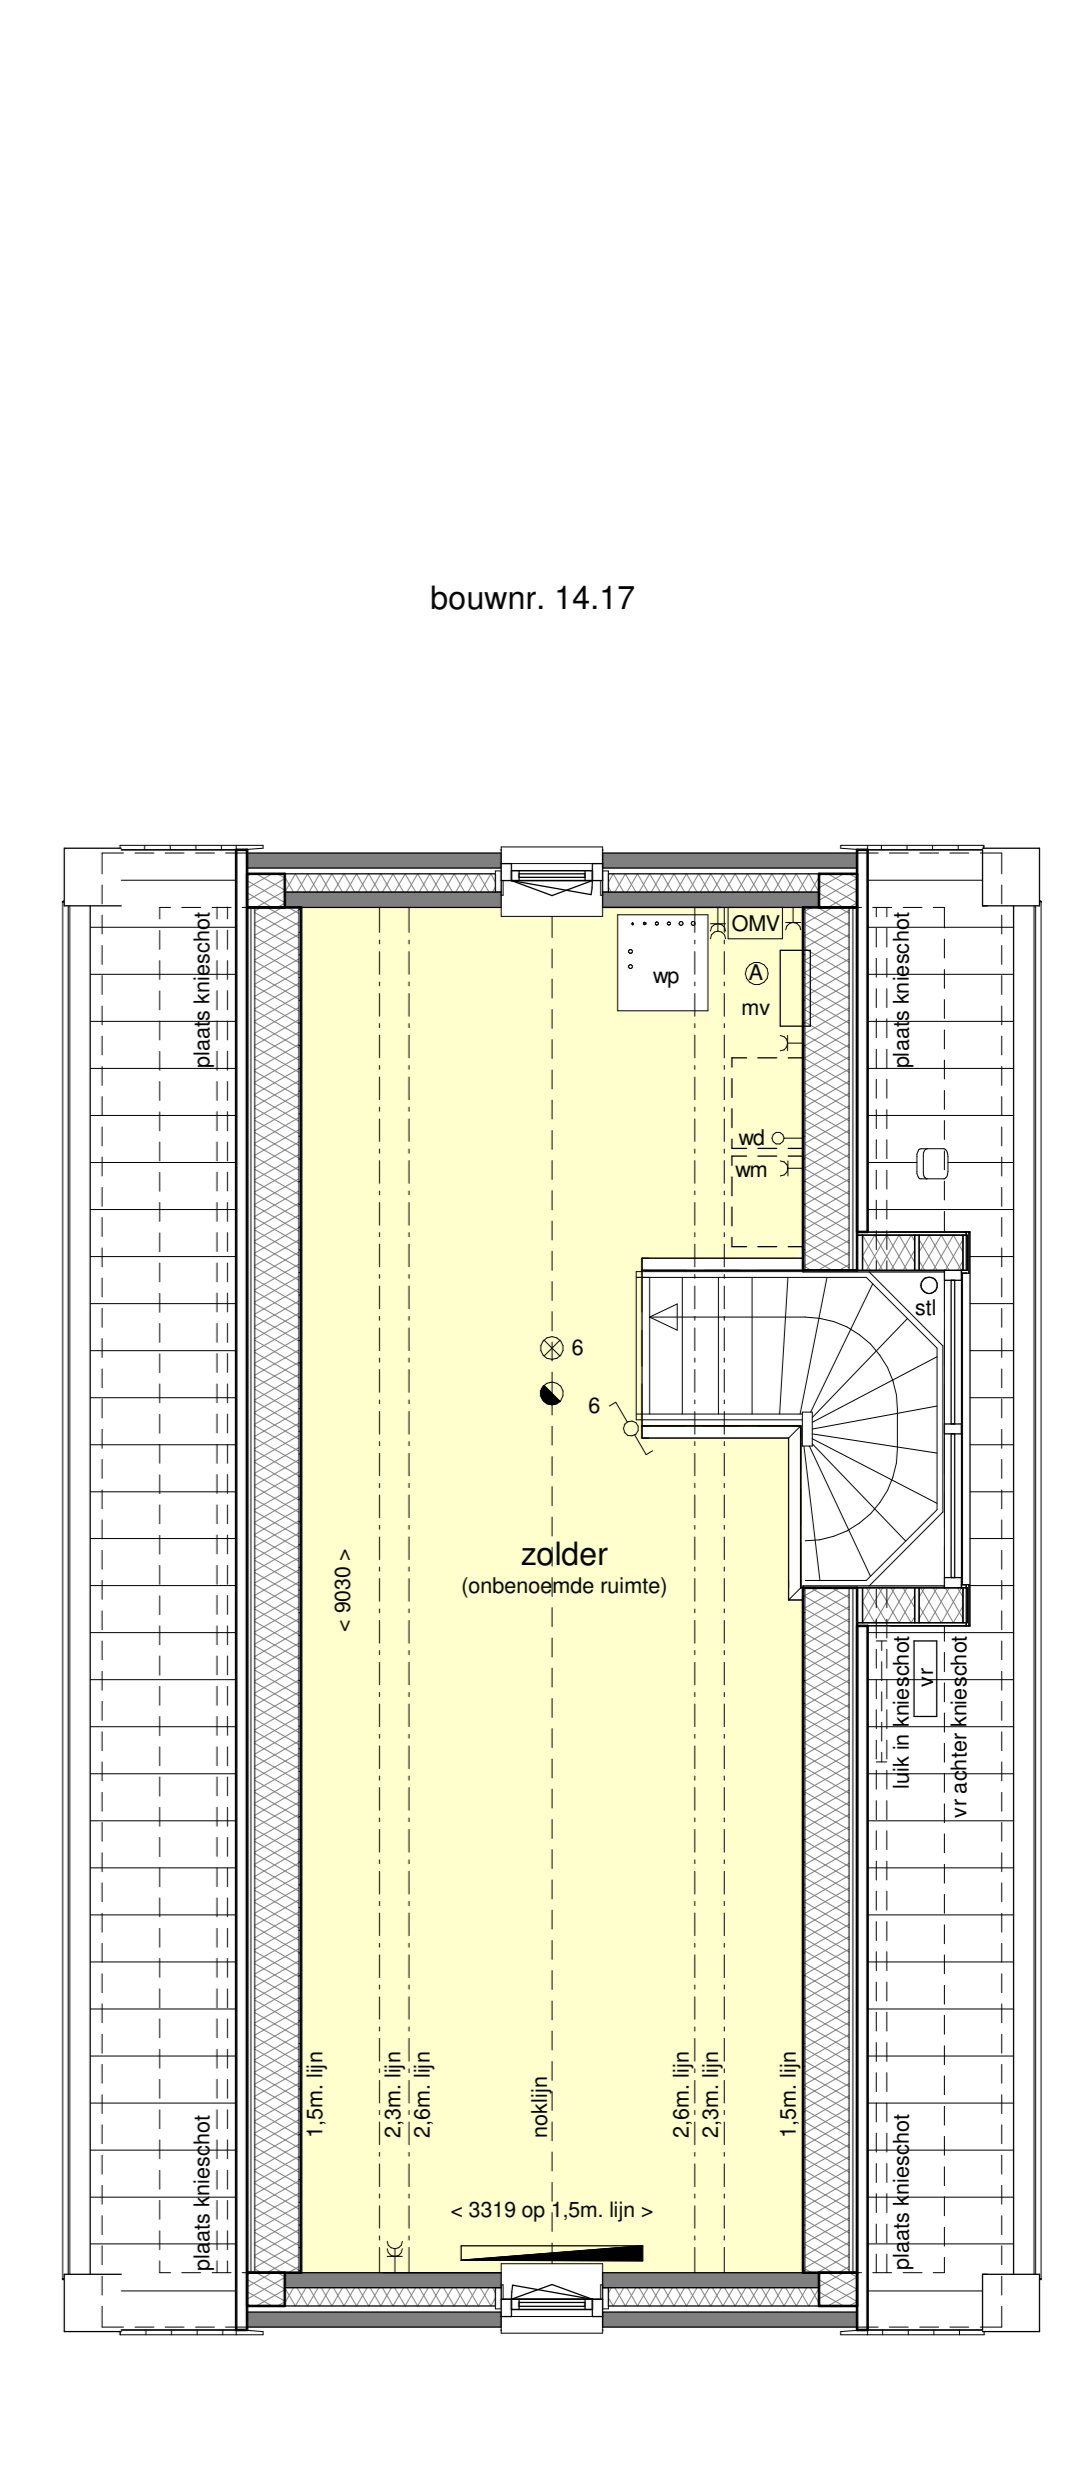 bouwnr. 14.17
plaats knieschot
plaats knieschot
OMV
wp
A
mv
wd
wm
stl
6
6
zolder
(onbenoemde ruimte)
< 9030 >
luik in knieschot
vr
vr achter knieschot
1,5m. lijn
2,3m. lijn
2,6m. lijn
noklijn
2,6m. lijn
2,3m. lijn
1,5m. lijn
plaats knieschot
plaats knieschot
< 3319 op 1,5m. lijn >